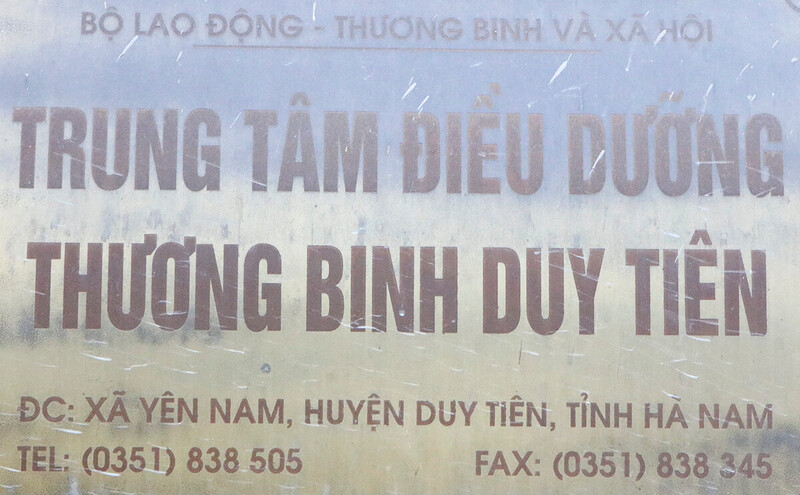 BỘ LAO ĐỘNG - THƯƠNG BINH VÀ XÃ HỘI
TRUNG TÂM ĐIỀU DƯỠNG
THƯƠNG BINH DUY TIÊN
ĐC: XÃ YÊN NAM, HUYỆN DUY TIÊN, TỈNH HÀ NAM
TEL: (0351) 838 505 FAX: (0351) 838 345